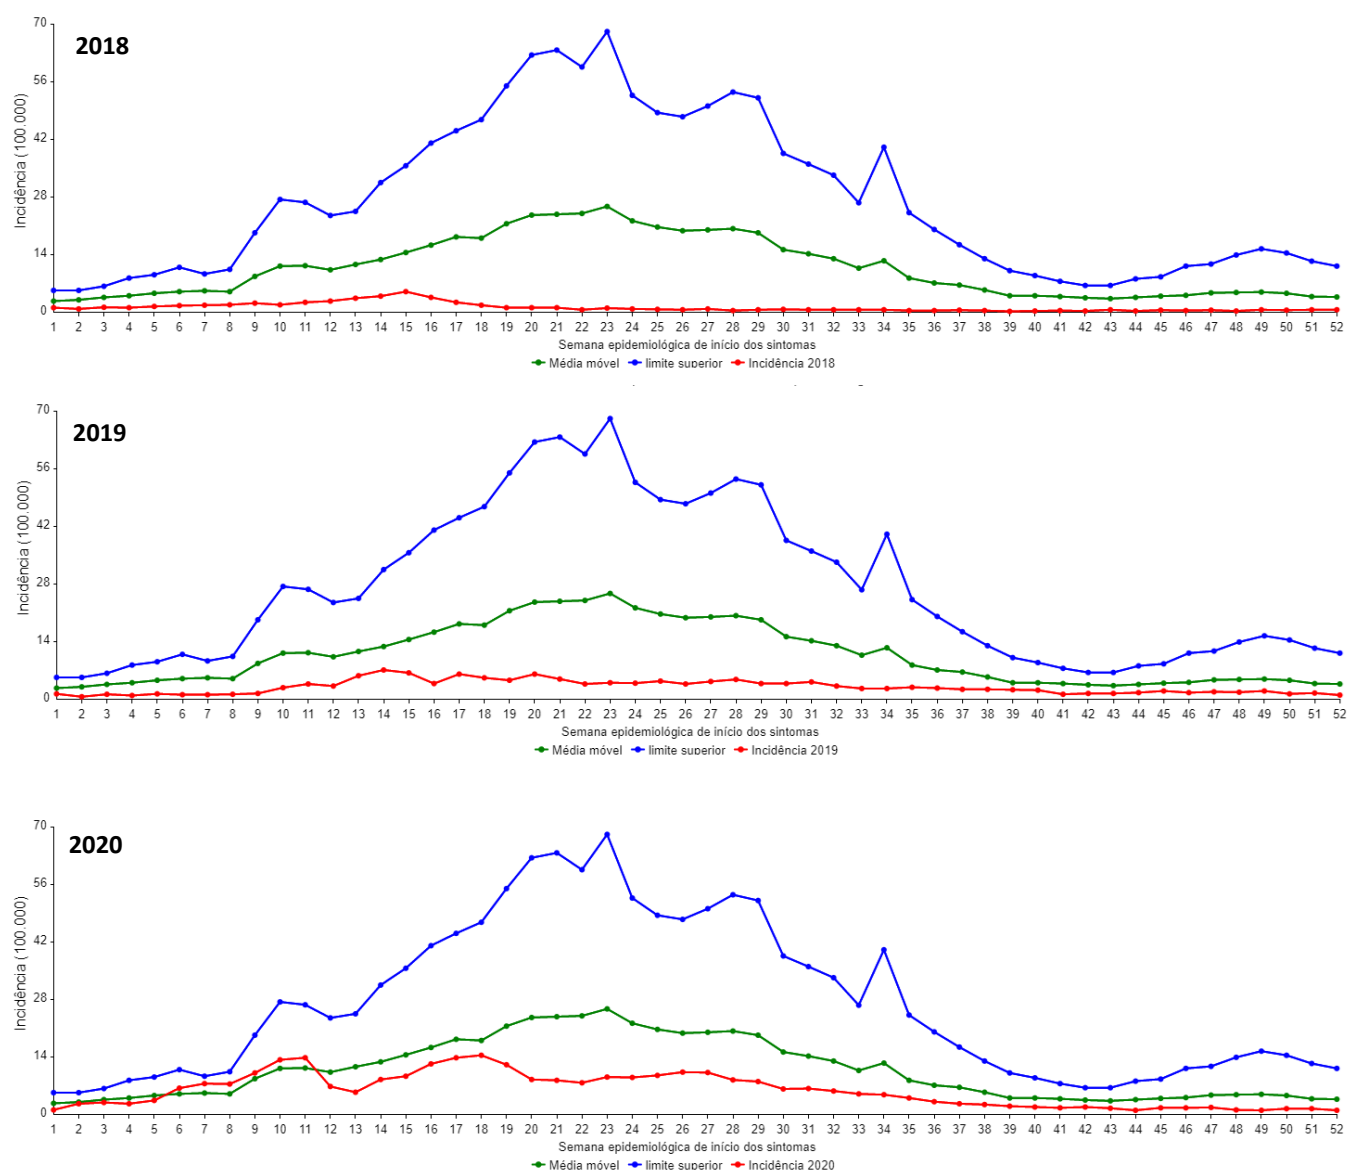 2018
Incidência (100.000)
70
56
42
28
14
0
1 2 3 4 5 6 7 8 9 10 11 12 13 14 15 16 17 18 19 20 21 22 23 24 25 26 27 28 29 30 31 32 33 34 35 36 37 38 39 40 41 42 43 44 45 46 47 48 49 50 51 52
Semana epidemiológica de início dos sintomas
Média móvel limite superior Incidência 2018
2019
Incidência (100.000)
70
56
42
28
14
0
1 2 3 4 5 6 7 8 9 10 11 12 13 14 15 16 17 18 19 20 21 22 23 24 25 26 27 28 29 30 31 32 33 34 35 36 37 38 39 40 41 42 43 44 45 46 47 48 49 50 51 52
Semana epidemiológica de início dos sintomas
Média móvel limite superior Incidência 2019
2020
Incidência (100.000)
70
56
42
28
14
0
1 2 3 4 5 6 7 8 9 10 11 12 13 14 15 16 17 18 19 20 21 22 23 24 25 26 27 28 29 30 31 32 33 34 35 36 37 38 39 40 41 42 43 44 45 46 47 48 49 50 51 52
Semana epidemiológica de início dos sintomas
Média móvel limite superior Incidência 2020